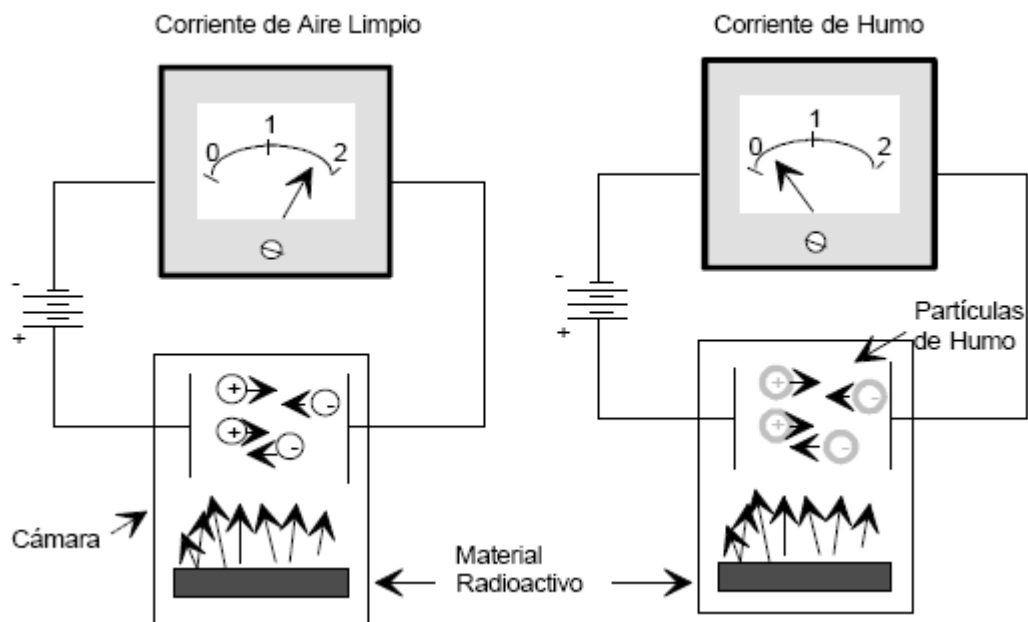 Corriente de Aire Limpio
Corriente de Humo
0 1 2
0 1 2
-
+
-
+
Partículas
de Humo
+ -
+ -
+ -
+ -
Cámara
Material
Radioactivo